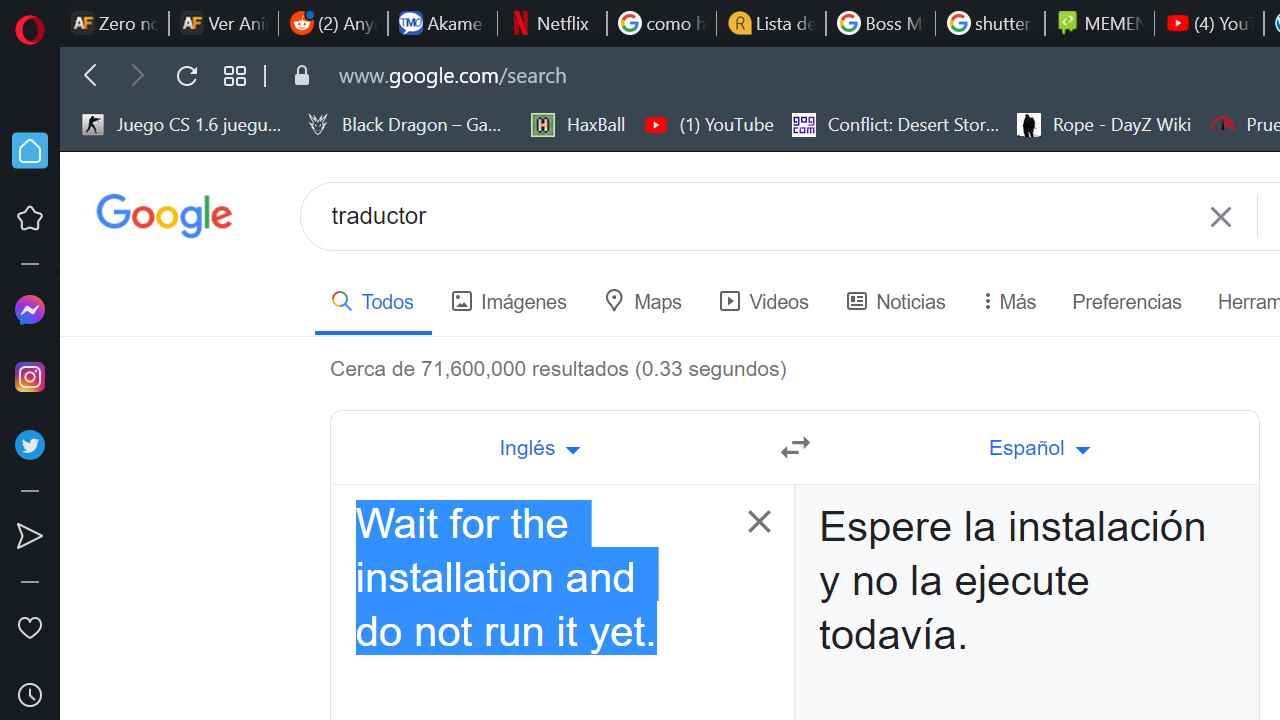 Zero no Ver Ani (2) Any Akame Netflix como h Lista de Boss M shutter MEMEN (4) YouT
www.google.com/search
Juego CS 1.6 juegu... Black Dragon – Ga... HaxBall (1) YouTube Conflict: Desert Stor... Rope - DayZ Wiki Prue
Google traductor
Todos Imágenes Maps Videos Noticias Más Preferencias Herram
Cerca de 71,600,000 resultados (0.33 segundos)
Inglés Español
Wait for the
installation and
do not run it yet.
Espere la instalación
y no la ejecute
todavía.